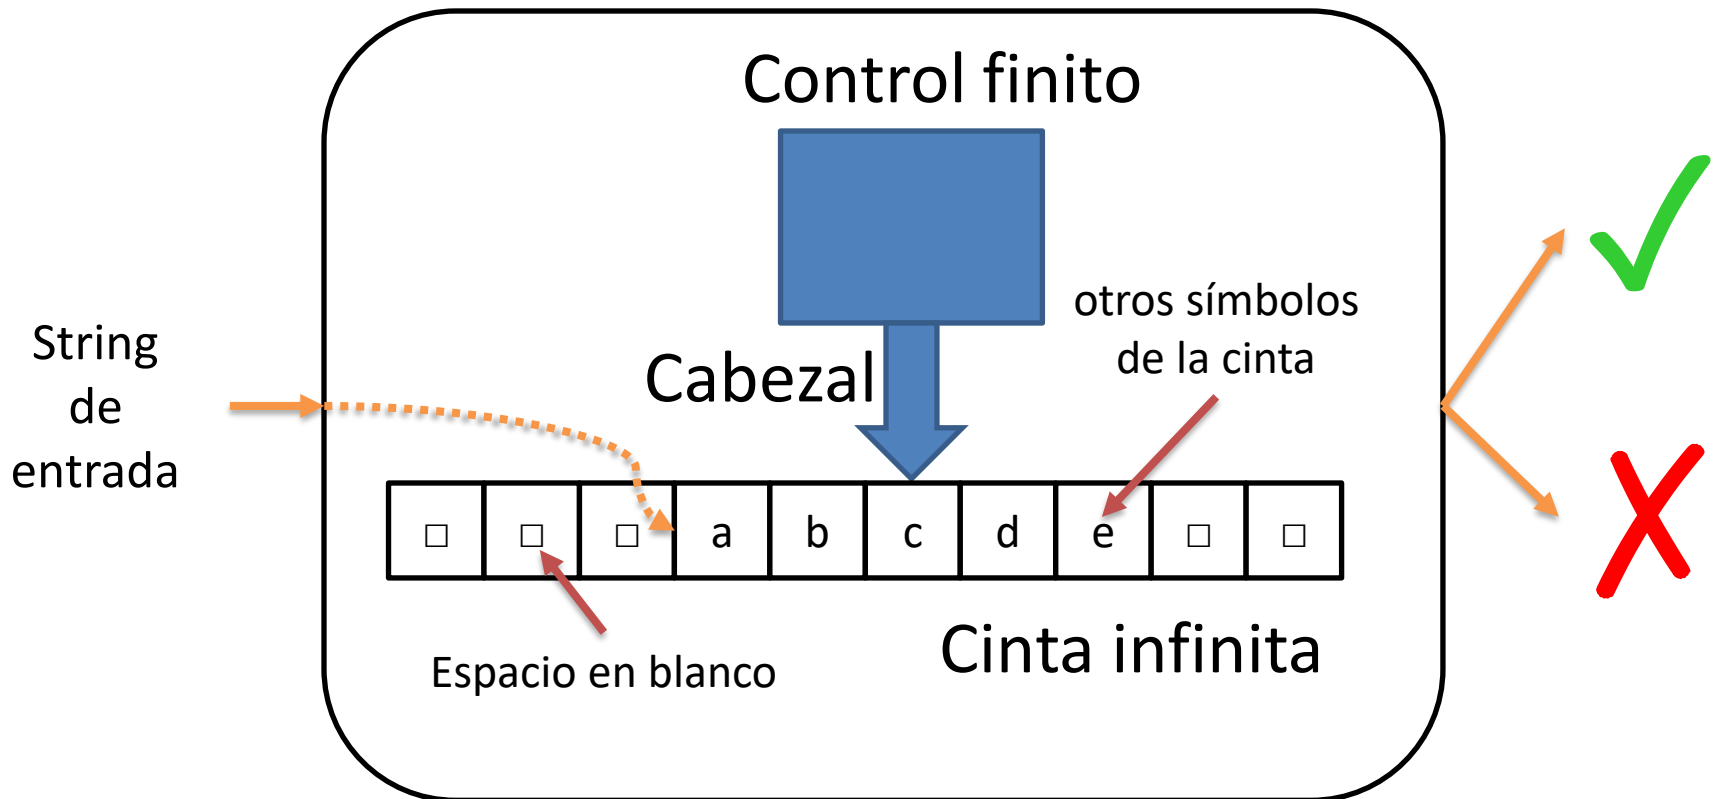 Control finito
otros símbolos
de la cinta
String
de
entrada
Cabezal
□ □ □ a b c d e □ □
Cinta infinita
Espacio en blanco